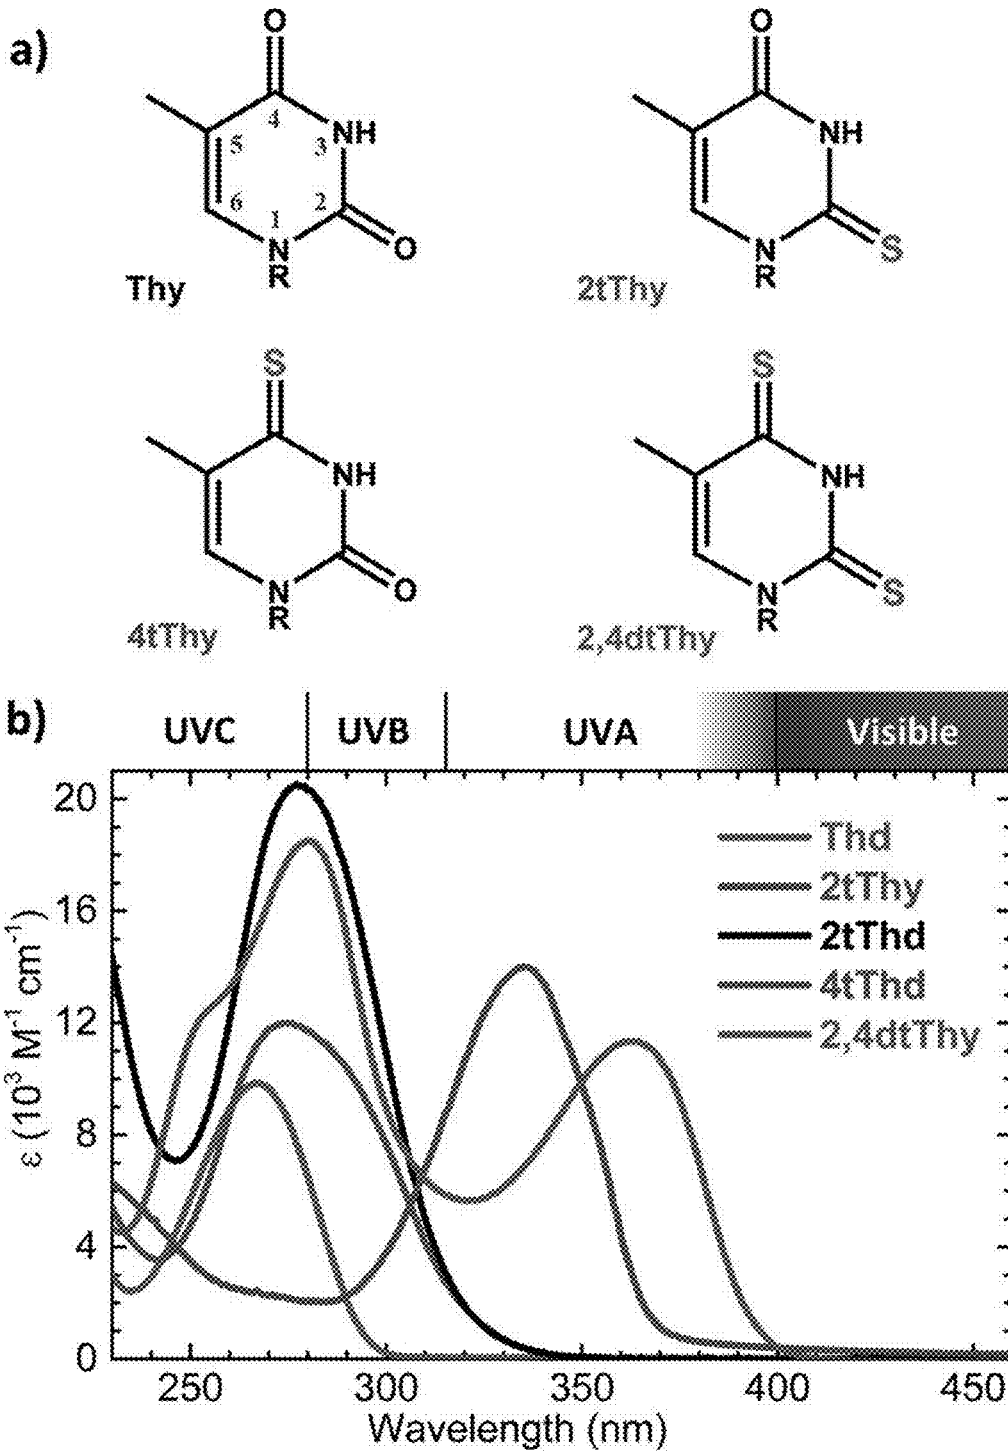 a)
O
4
5
NH
3
6
2
1
N
R
O
Thy
O
NH
N
R
S
2tThy
S
NH
N
R
O
4tThy
S
NH
N
R
S
2,4dtThy
b)
UVC UVB UVA Visible
20
16
12
8
4
0
ε (10³ M⁻¹ cm⁻¹)
Thd
2tThy
2tThd
4tThd
2,4dtThy
250 300 350 400 450
Wavelength (nm)